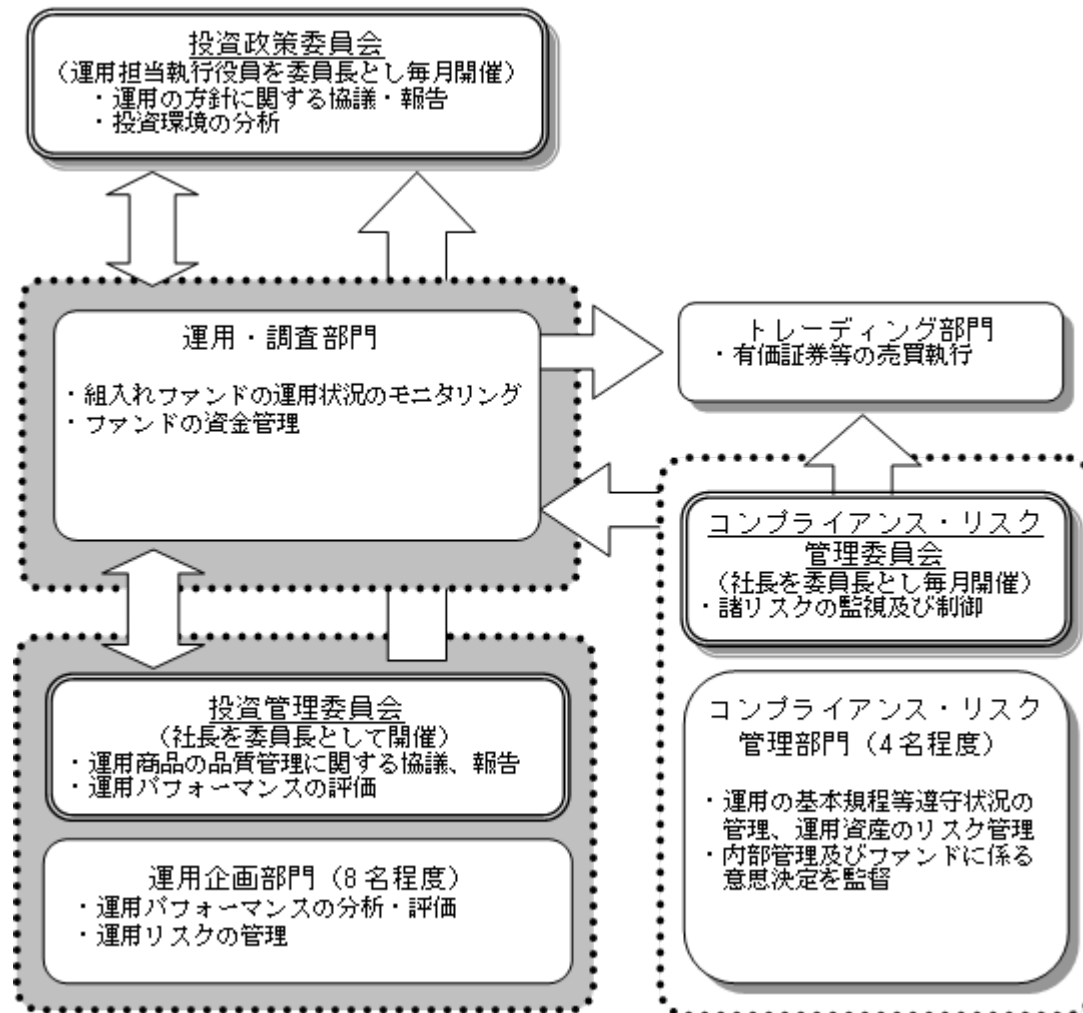 投資政策委員会
（運用担当執行役員を委員長とし毎月開催）
・運用の方針に関する協議・報告
・投資環境の分析
運用・調査部門
・組入れファンドの運用状況のモニタリング
・ファンドの資金管理
トレーディング部門
・有価証券等の売買執行
コンプライアンス・リスク
管理委員会
（社長を委員長とし毎月開催）
・諸リスクの監視及び制御
投資管理委員会
（社長を委員長として開催）
・運用商品の品質管理に関する協議、報告
・運用パフォーマンスの評価
運用企画部門（8名程度）
・運用パフォーマンスの分析・評価
・運用リスクの管理
コンプライアンス・リスク
管理部門（4名程度）
・運用の基本規程等遵守状況の
管理、運用資産のリスク管理
・内部管理及びファンドに係る
意思決定を監督